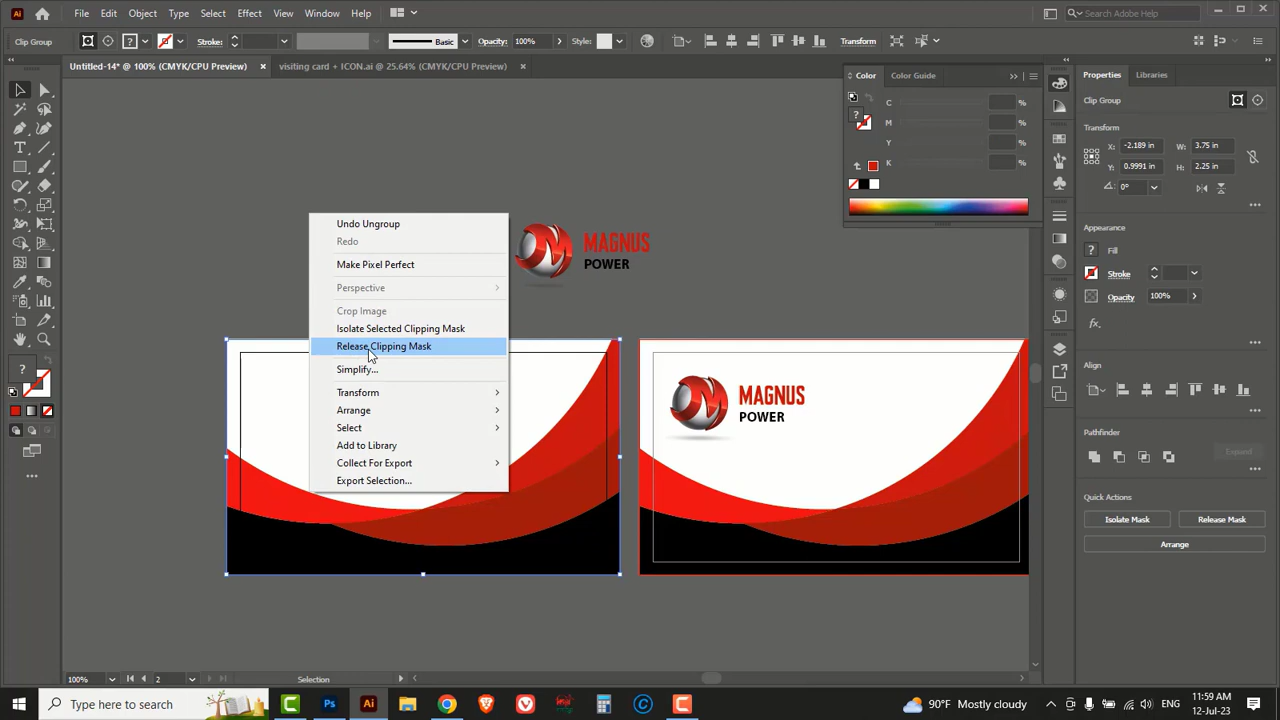 Ai
File Edit Object Type Select Effect View Window Help
Search Adobe Help
Clip Group
Stroke:
Basic
Opacity: 100%
Style:
Transform
Untitled-14* @ 100% (CMYK/CPU Preview) ×
visiting card + ICON.ai @ 25.64% (CMYK/CPU Preview) ×
Color
Color Guide
C %
M %
Y %
K %
Properties
Libraries
Clip Group
Transform
X: -2.189 in
W: 3.75 in
Y: 0.9991 in
H: 2.25 in
0°
Appearance
? Fill
Stroke
Opacity 100%
fx.
Align
Pathfinder
Expand
Quick Actions
Isolate Mask
Release Mask
Arrange
Undo Ungroup
Redo
Make Pixel Perfect
Perspective
Crop Image
Isolate Selected Clipping Mask
Release Clipping Mask
Simplify...
Transform
Arrange
Select
Add to Library
Collect For Export
Export Selection...
MAGNUS
POWER
MAGNUS
POWER
100%
2
Selection
Type here to search
Ps
Ai
90°F Mostly cloudy
ENG
11:59 AM
12-Jul-23